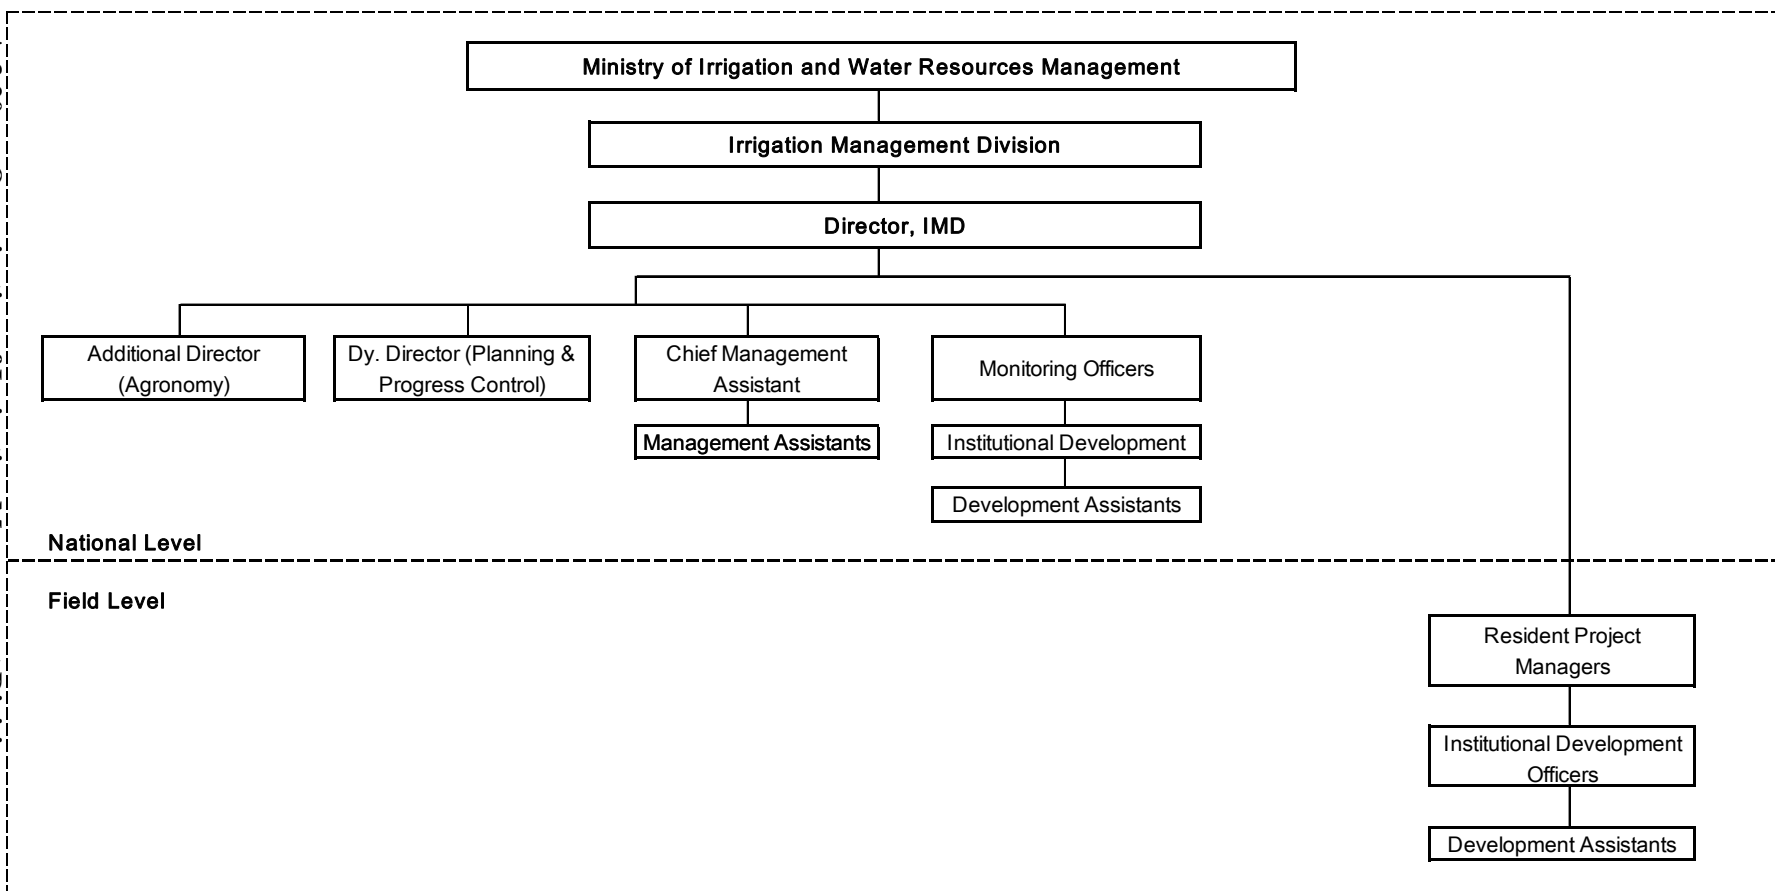 Ministry of Irrigation and Water Resources Management
Irrigation Management Division
Director, IMD
Additional Director
(Agronomy)
Dy. Director (Planning &
Progress Control)
Chief Management
Assistant
Monitoring Officers
Management Assistants
Institutional Development
Development Assistants
National Level
Field Level
Resident Project
Managers
Institutional Development
Officers
Development Assistants